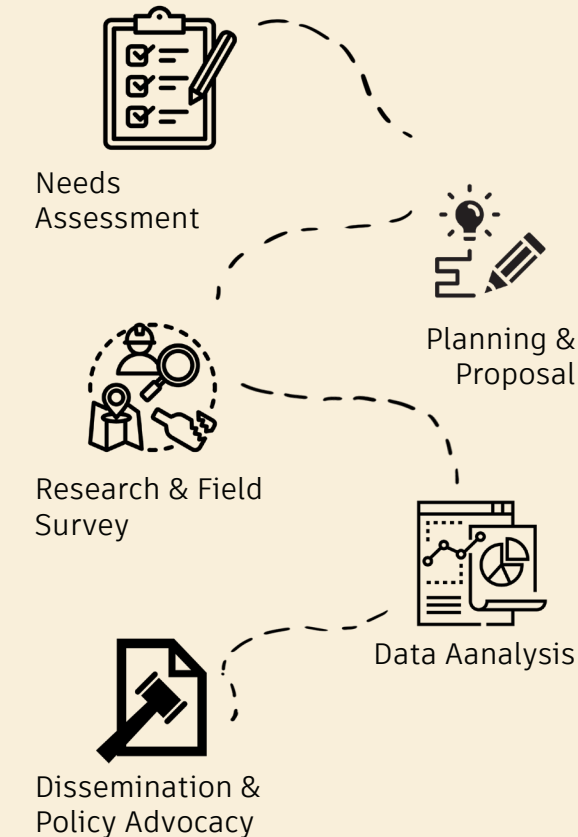 Needs
Assessment
Planning &
Proposal
Research & Field
Survey
Data Aanalysis
Dissemination &
Policy Advocacy